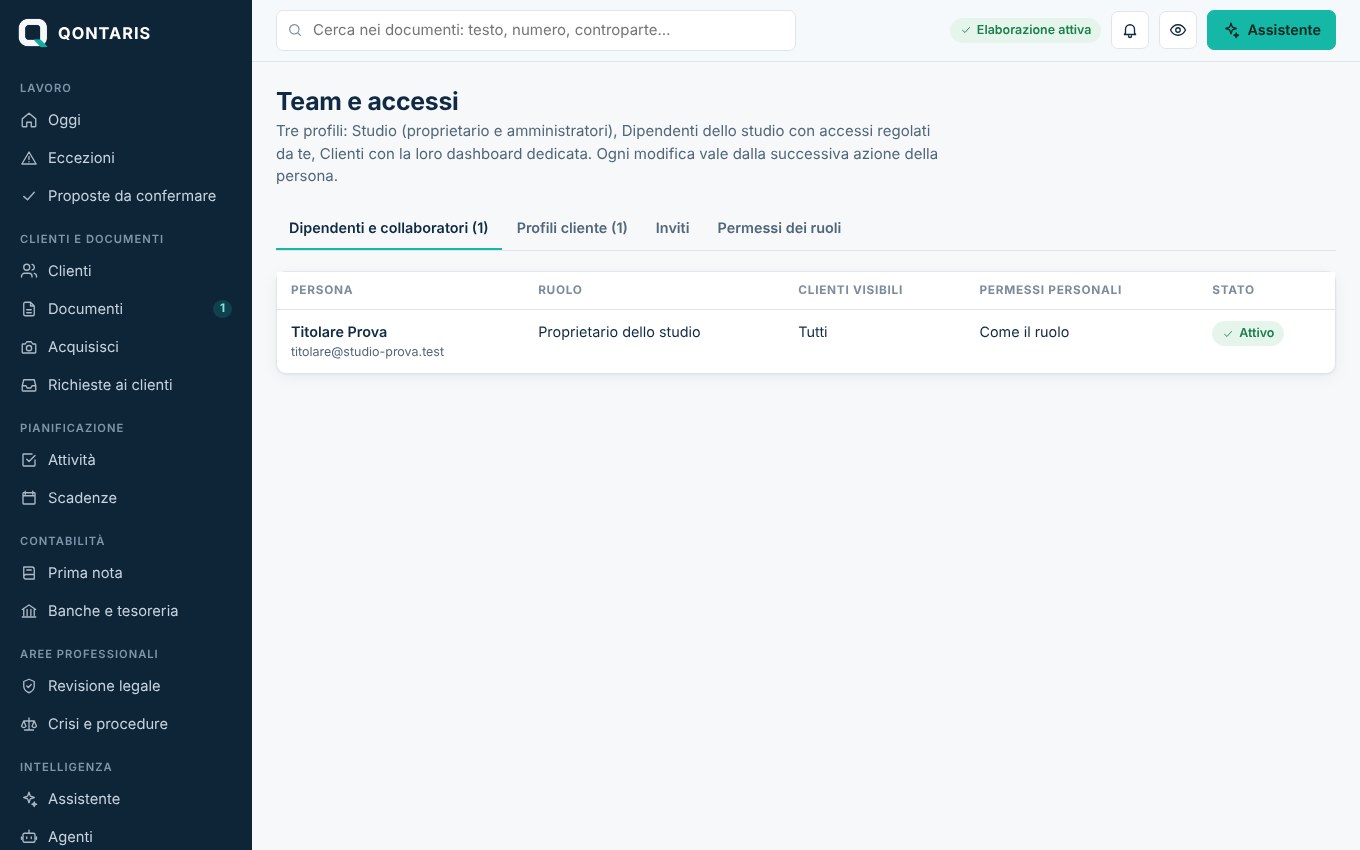 QONTARIS
LAVORO
Oggi
Eccezioni
Proposte da confermare
CLIENTI E DOCUMENTI
Clienti
Documenti 1
Acquisisci
Richieste ai clienti
PIANIFICAZIONE
Attività
Scadenze
CONTABILITÀ
Prima nota
Banche e tesoreria
AREE PROFESSIONALI
Revisione legale
Crisi e procedure
INTELLIGENZA
Assistente
Agenti
Cerca nei documenti: testo, numero, controparte...
Elaborazione attiva
Assistente
Team e accessi
Tre profili: Studio (proprietario e amministratori), Dipendenti dello studio con accessi regolati
da te, Clienti con la loro dashboard dedicata. Ogni modifica vale dalla successiva azione della
persona.
Dipendenti e collaboratori (1) Profili cliente (1) Inviti Permessi dei ruoli
PERSONA RUOLO CLIENTI VISIBILI PERMESSI PERSONALI STATO
Titolare Prova Proprietario dello studio Tutti Come il ruolo Attivo
titolare@studio-prova.test